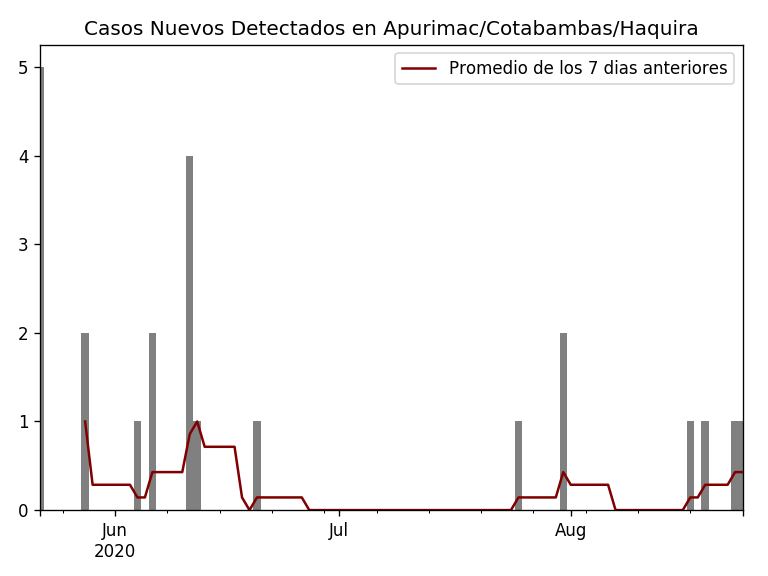 Casos Nuevos Detectados en Apurimac/Cotabambas/Haquira
Promedio de los 7 dias anteriores
5
4
3
2
1
0
Jun
2020
Jul
Aug